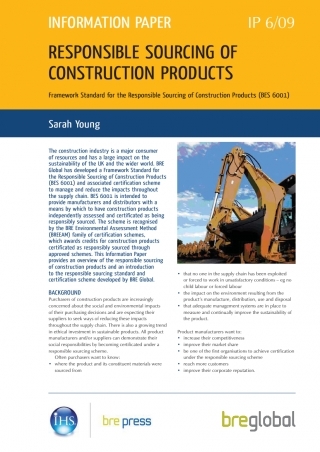 INFORMATION PAPER
IP 6/09
RESPONSIBLE SOURCING OF
CONSTRUCTION PRODUCTS
Framework Standard for the Responsible Sourcing of Construction Products (BES 6001)
Sarah Young
The construction industry is a major consumer
of resources and has a large impact on the
sustainability of the UK and the wider world. BRE
Global has developed a Framework Standard for
the Responsible Sourcing of Construction Products
(BES 6001) and associated certification scheme
to manage and reduce the impacts throughout
the supply chain. BES 6001 is intended to
provide manufacturers and distributors with a
means by which to have construction products
independently assessed and certificated as being
responsibly sourced. The scheme is recognised
by the BRE Environmental Assessment Method
(BREEAM) family of certification schemes,
which awards credits for construction products
certificated as responsibly sourced through
approved schemes. This Information Paper
provides an overview of the responsible sourcing
of construction products and an introduction
to the responsible sourcing standard and
certification scheme developed by BRE Global.
BACKGROUND
Purchasers of construction products are increasingly
concerned about the social and environmental impacts
of their purchasing decisions and are expecting their
suppliers to seek ways of reducing these impacts
throughout the supply chain. There is also a growing trend
in ethical investment in sustainable products. All product
manufacturers and/or suppliers can demonstrate their
social responsibilities by becoming certificated under a
responsible sourcing scheme.
Often purchasers want to know:
• where the product and its constituent materials were
sourced from
• that no one in the supply chain has been exploited
or forced to work in unsatisfactory conditions – eg no
child labour or forced labour
• the impact on the environment resulting from the
product's manufacture, distribution, use and disposal
• that adequate management systems are in place to
measure and continually improve the sustainability of
the product.
Product manufacturers want to:
• increase their competitiveness
• improve their market share
• be one of the first organisations to achieve certification
under the responsible sourcing scheme
• reach more customers
• improve their corporate reputation.
IHS
bre press
breglobal